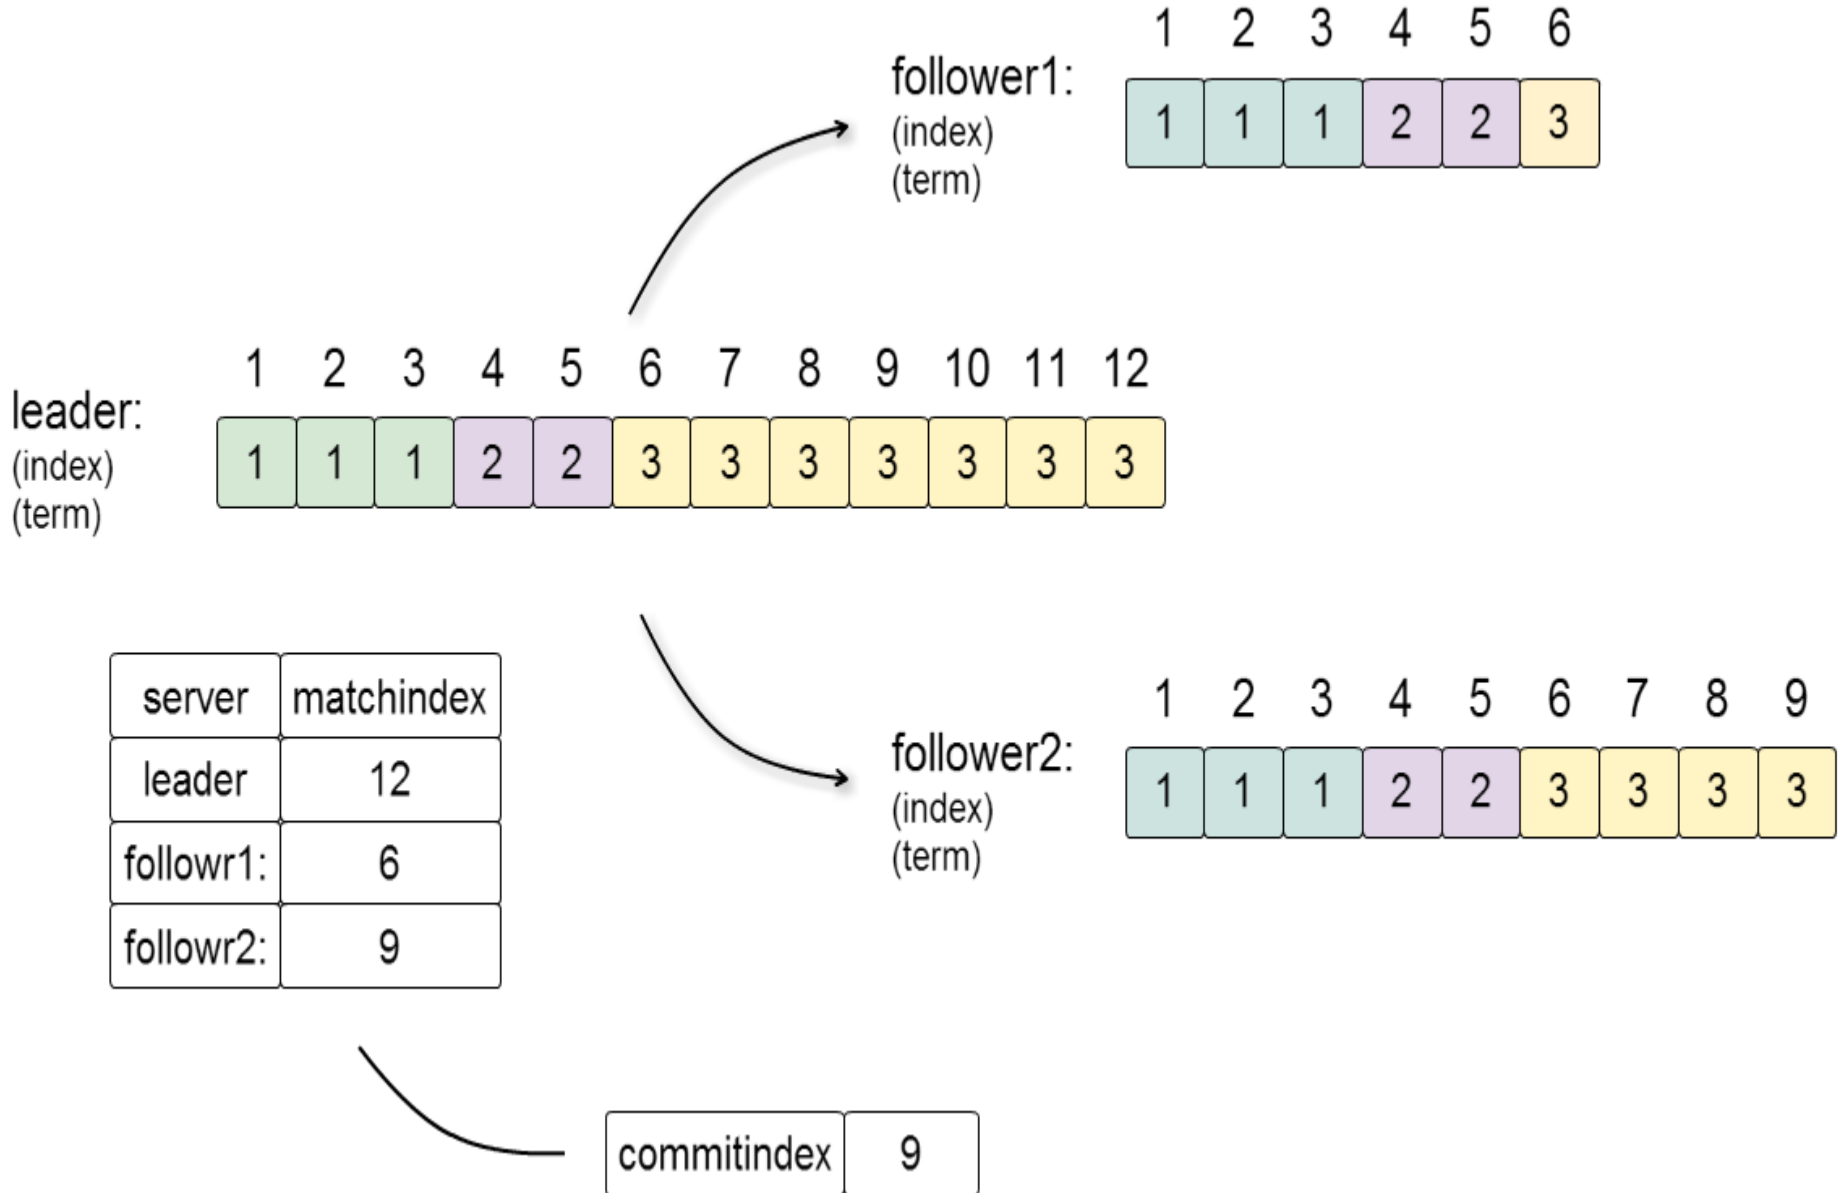 1 2 3 4 5 6
follower1:
(index)
(term)
1 1 1 2 2 3
1 2 3 4 5 6 7 8 9 10 11 12
leader:
(index)
(term)
1 1 1 2 2 3 3 3 3 3 3 3
server matchindex
leader 12
followr1: 6
followr2: 9
1 2 3 4 5 6 7 8 9
follower2:
(index)
(term)
1 1 1 2 2 3 3 3 3
commitindex 9